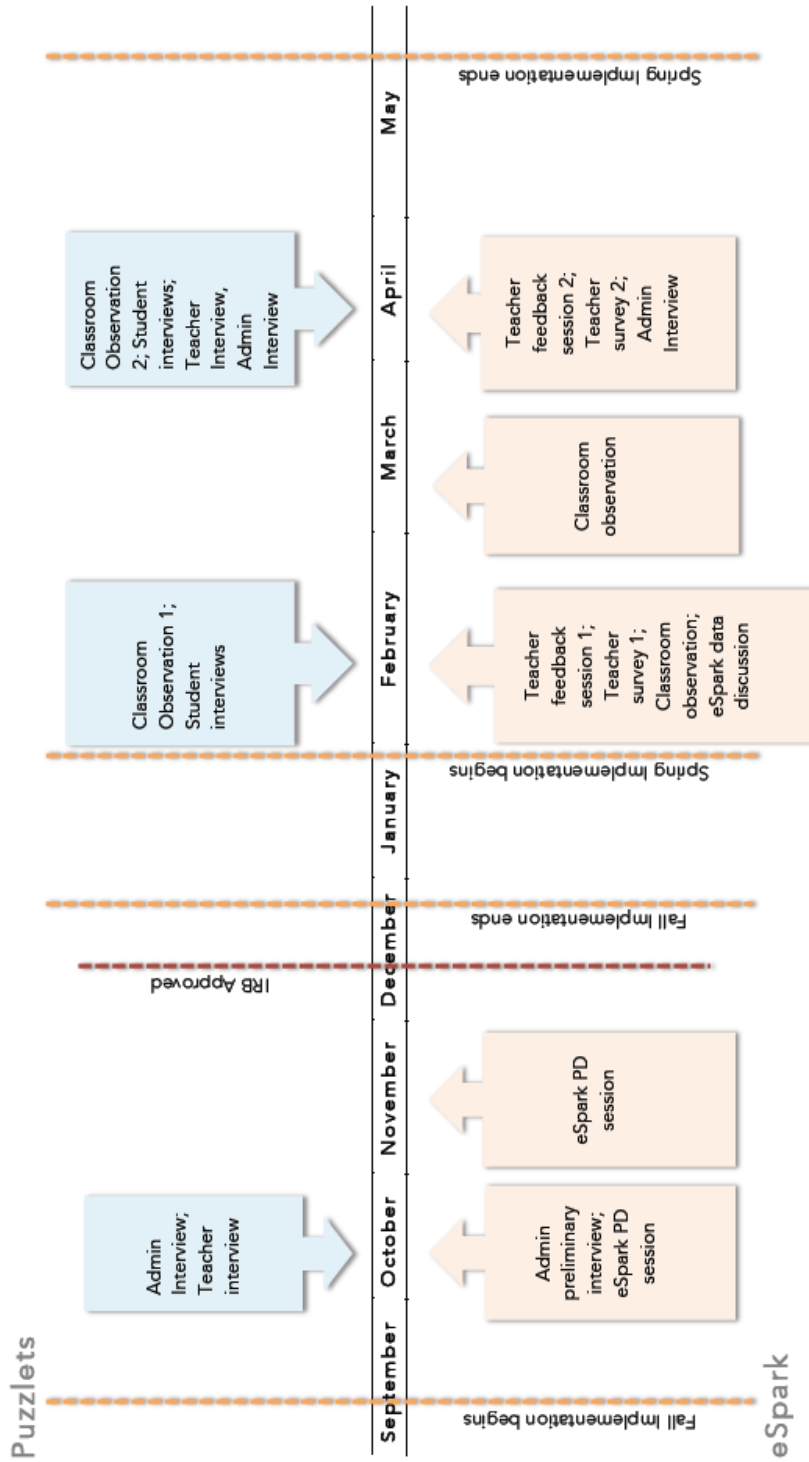 Puzzlets
Admin
Interview;
Teacher
interview
IRB Approved
Classroom
Observation 1;
Student
interviews
Classroom
Observation
2; Student
interviews;
Teacher
Interview,
Admin
Interview
September
October
November
December
January
February
March
April
May
Fall Implementation begins
Admin
preliminary
interview;
eSpark PD
session
eSpark PD
session
Fall Implementation ends
Spring Implementation begins
Teacher
feedback
session 1;
Teacher
survey 1;
Classroom
observation;
eSpark data
discussion
Classroom
observation
Teacher
feedback
session 2;
Teacher
survey 2;
Admin
Interview
Spring Implementation ends
eSpark